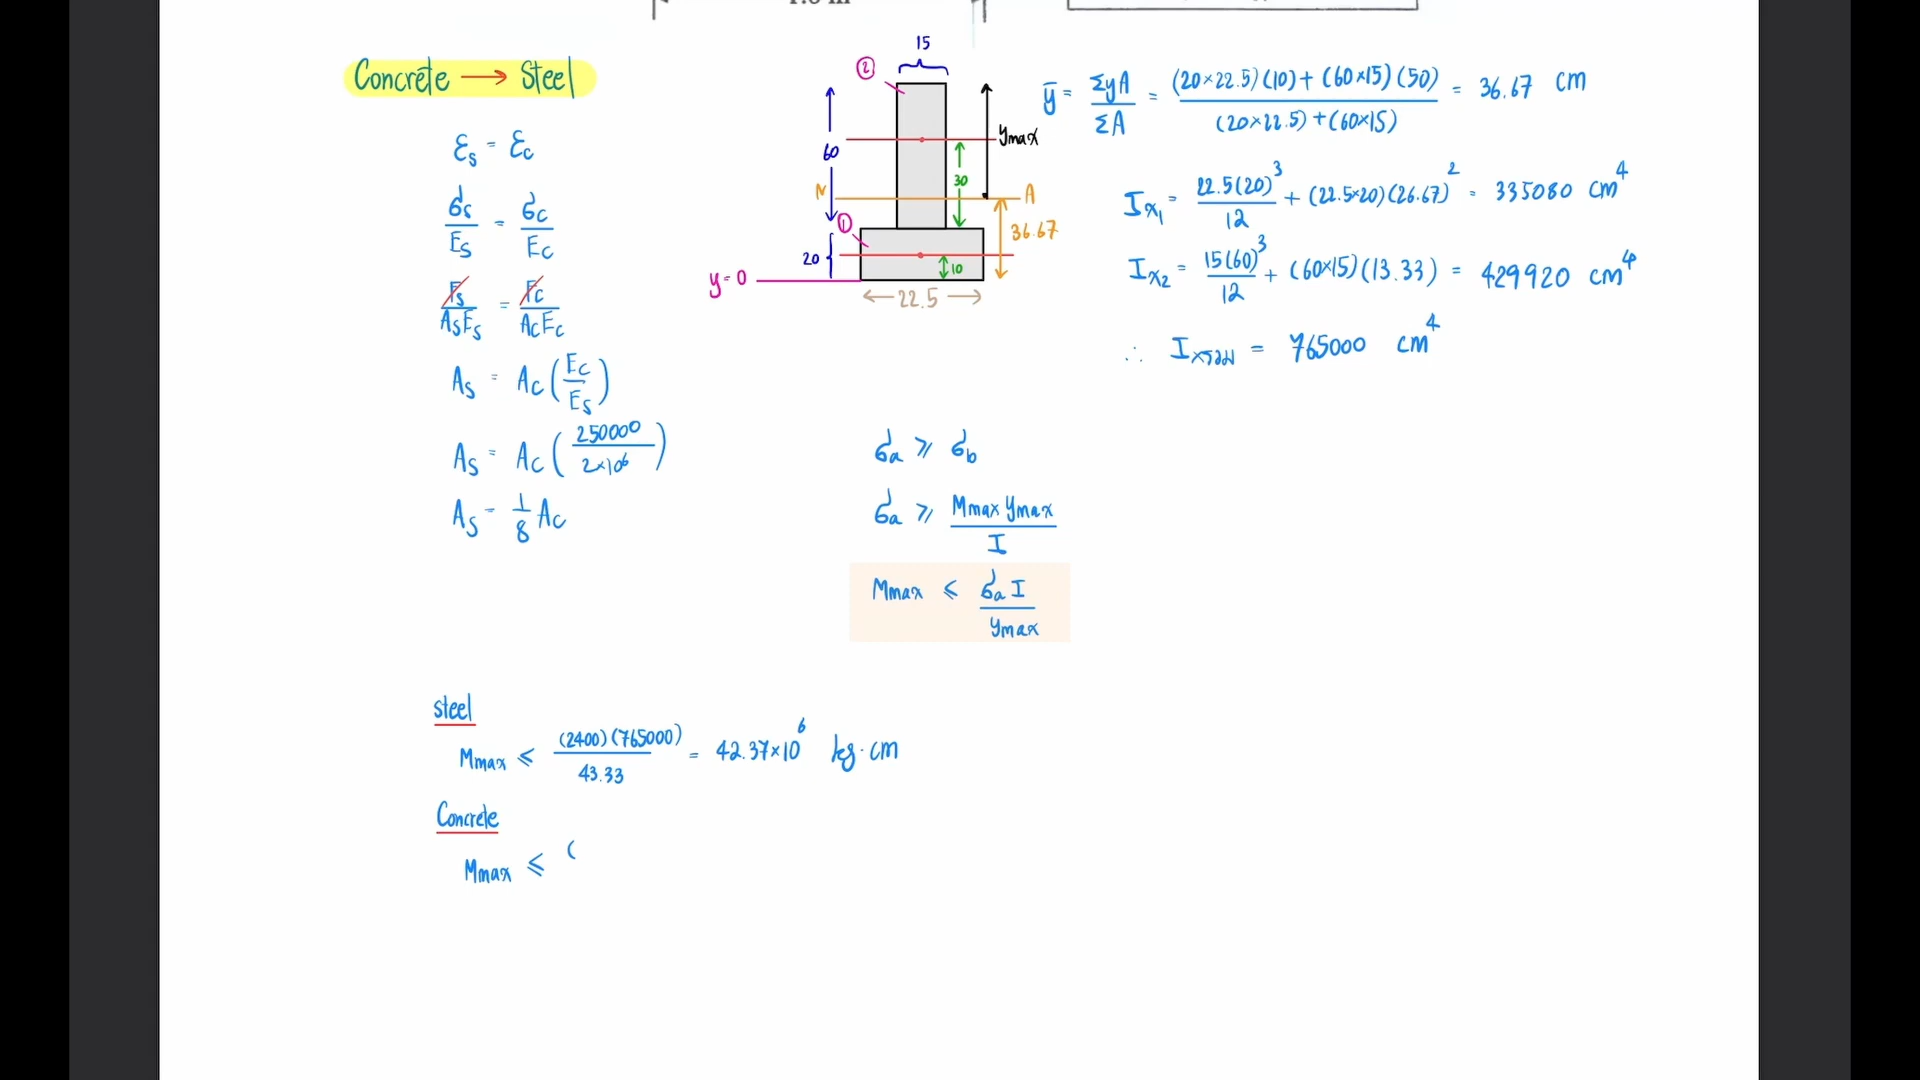 Concrete → Steel
εs = εc
σs/Es = σc/Ec
Fs/AsEs = Fc/AcEc
As = Ac(Ec/Es)
As = Ac(250000/2×10⁶)
As = 1/8 Ac
15
②
60
ymax
30
N
A
①
36.67
20
10
y=0
22.5
ȳ = ΣyA/ΣA = (20×22.5)(10)+(60×15)(50)/(20×22.5)+(60×15) = 36.67 cm
Ix₁ = 22.5(20)³/12 + (22.5×20)(26.67)² = 335080 cm⁴
Ix₂ = 15(60)³/12 + (60×15)(13.33) = 429920 cm⁴
∴ Ixรวม = 765000 cm⁴
σa ⩾ σb
σa ⩾ Mmax ymax/I
Mmax ⩽ σa I/ymax
steel
Mmax ⩽ (2400)(765000)/43.33 = 42.37×10⁶ kg·cm
Concrete
Mmax ⩽ (